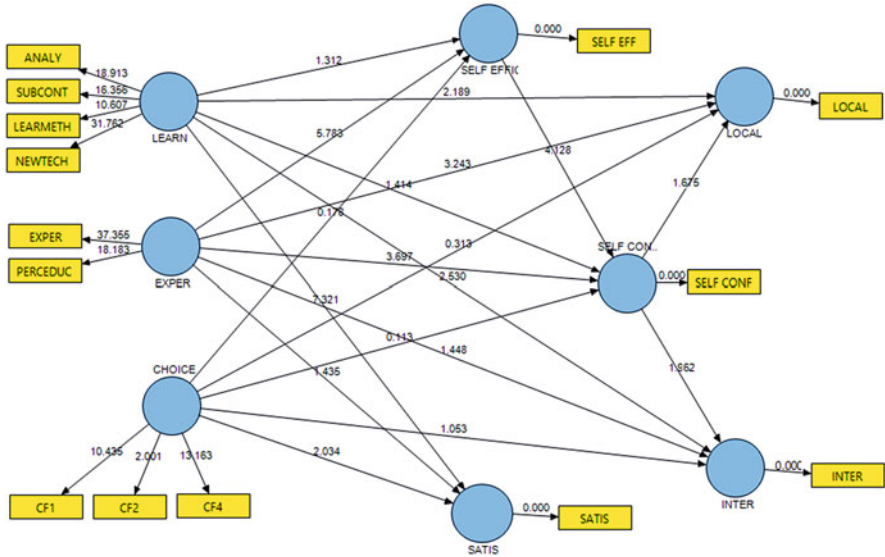 0.000
SELF EFF
SELF EFFIC
ANALY
18.913
SUBCONT
16.356
LEARMETH
10.607
NEWTECH
31.762
LEARN
1.312
2.189
0.000
LOCAL
LOCAL
5.783
4.128
3.243
1.414
1.675
0.178
EXPER
37.355
PERCEDUC
18.183
EXPER
0.313
SELF CON...
3.697
2.530
0.000
SELF CONF
7.321
0.113
1.448
CHOICE
1.435
1.862
1.053
2.034
10.435
2.001
13.163
0.000
INTER
INTER
CF1
CF2
CF4
0.000
SATIS
SATIS